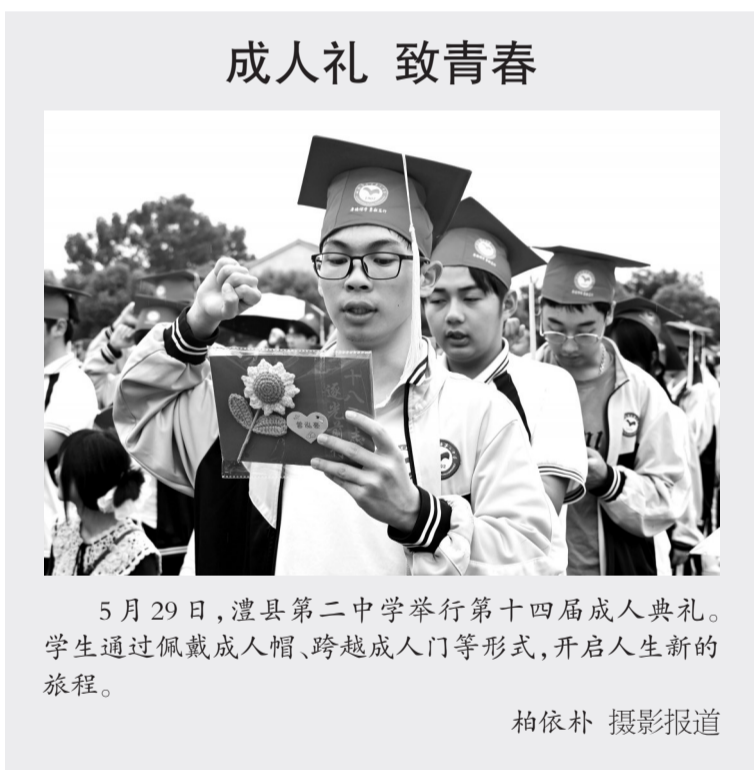 成人礼 致青春
十八
5月29日,澧县第二中学举行第十四届成人典礼。
学生通过佩戴成人帽、跨越成人门等形式,开启人生新的
旅程。
柏依朴 摄影报道